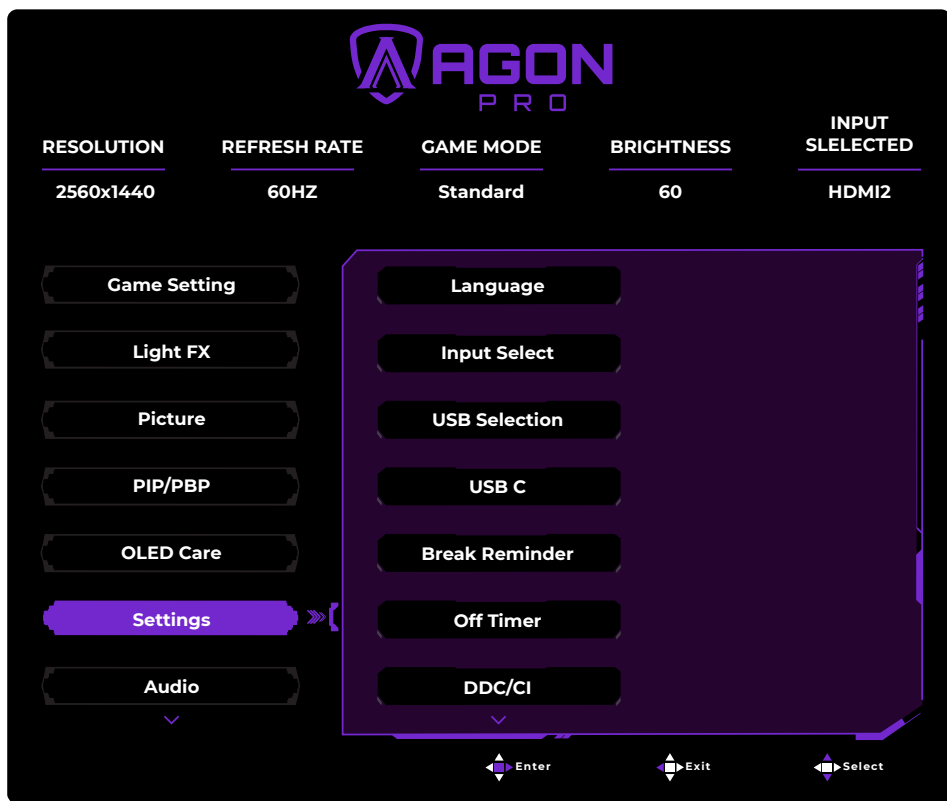 AGON
PRO
RESOLUTION
REFRESH RATE
GAME MODE
BRIGHTNESS
INPUT
SLELECTED
2560x1440
60HZ
Standard
60
HDMI2
Game Setting
Light FX
Picture
PIP/PBP
OLED Care
Settings
Audio
Language
Input Select
USB Selection
USB C
Break Reminder
Off Timer
DDC/CI
Enter
Exit
Select